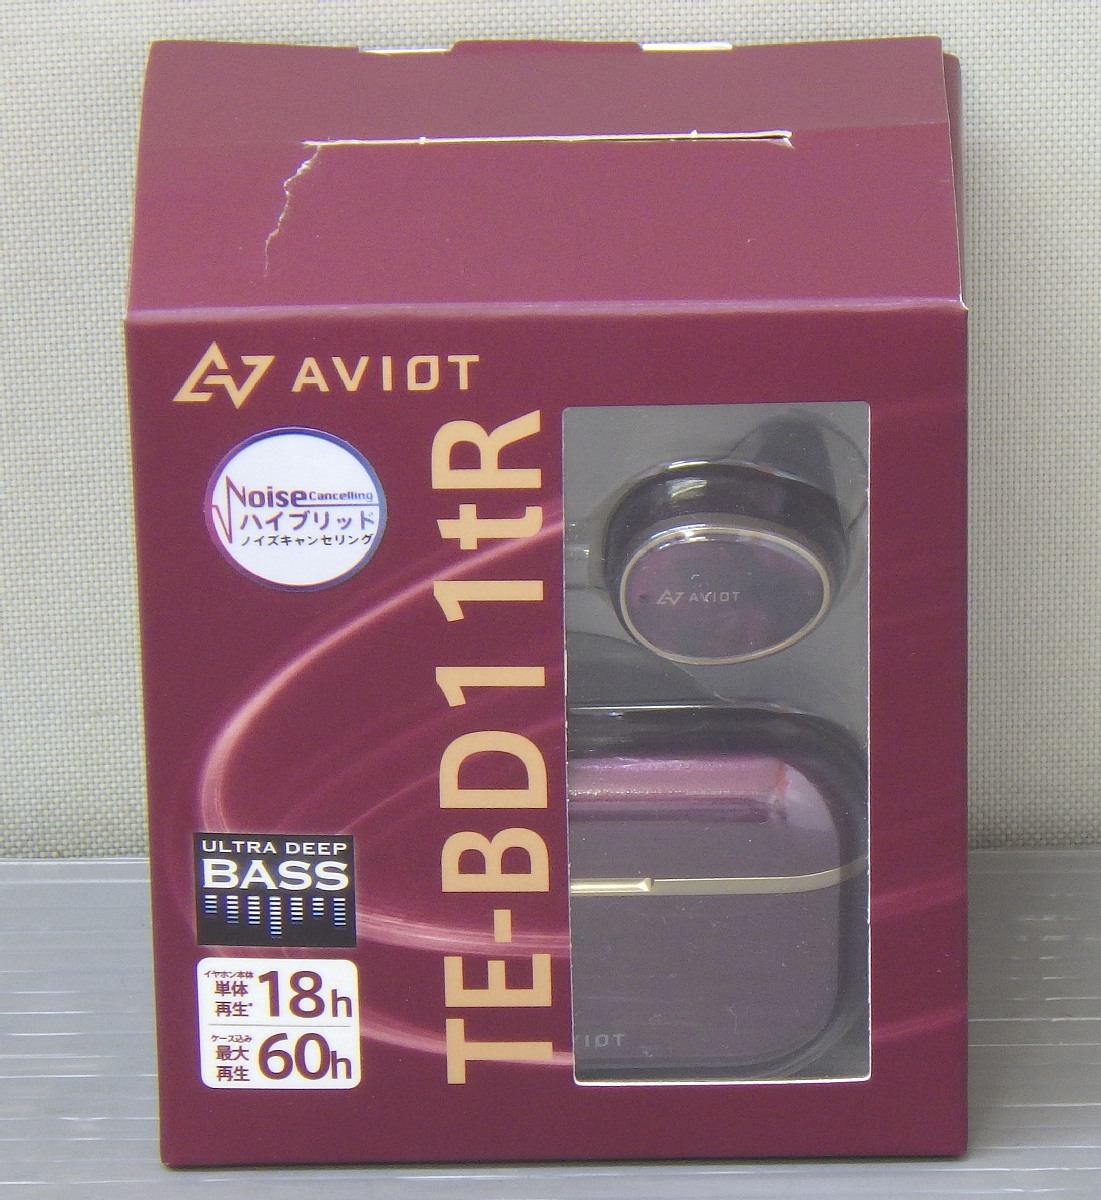 AVIOT
Noise Cancelling
ハイブリッド
ノイズキャンセリング
TE-BD11tR
AVIOT
ULTRA DEEP
BASS
イヤホン本体
単体
再生*
18h
ケース込み
最大
再生
60h
VIOT